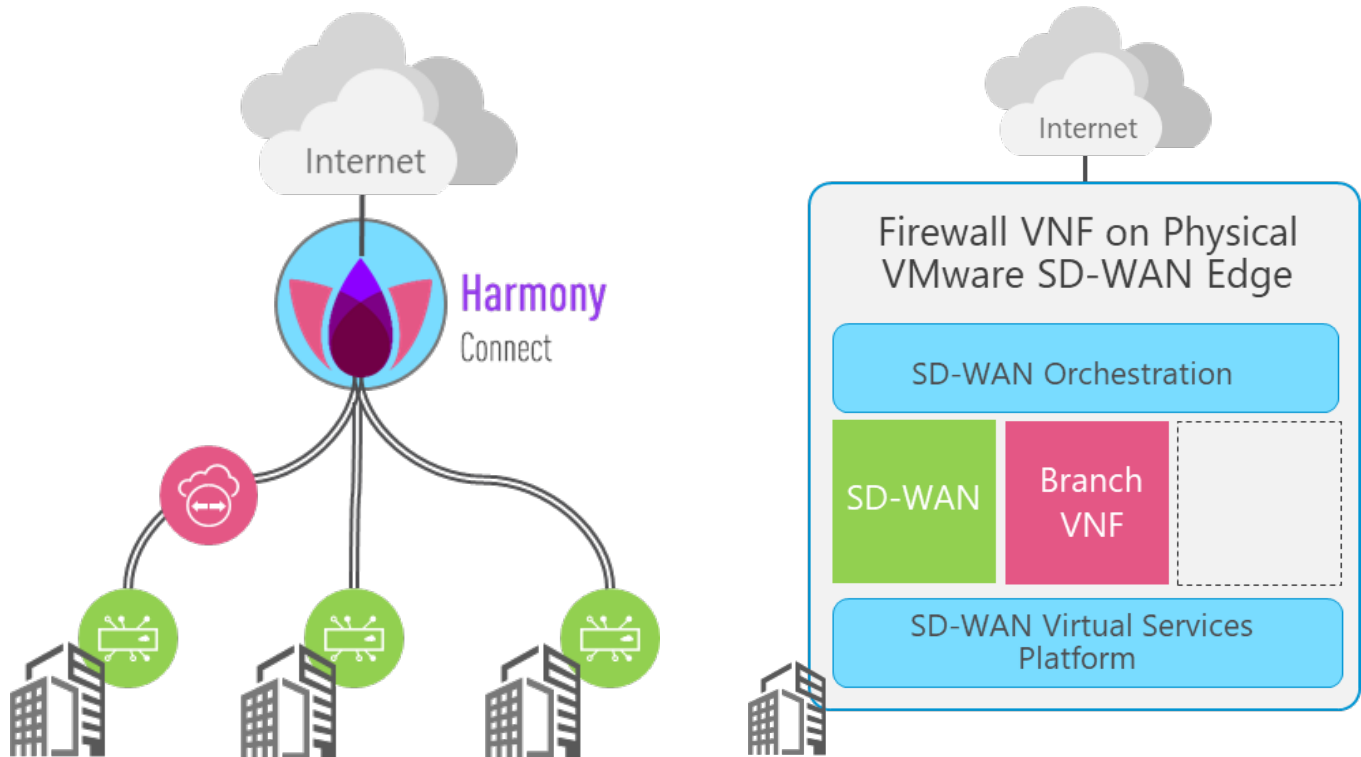 Internet
Harmony
Connect
Internet
Firewall VNF on Physical
VMware SD-WAN Edge
SD-WAN Orchestration
SD-WAN
Branch
VNF
SD-WAN Virtual Services
Platform